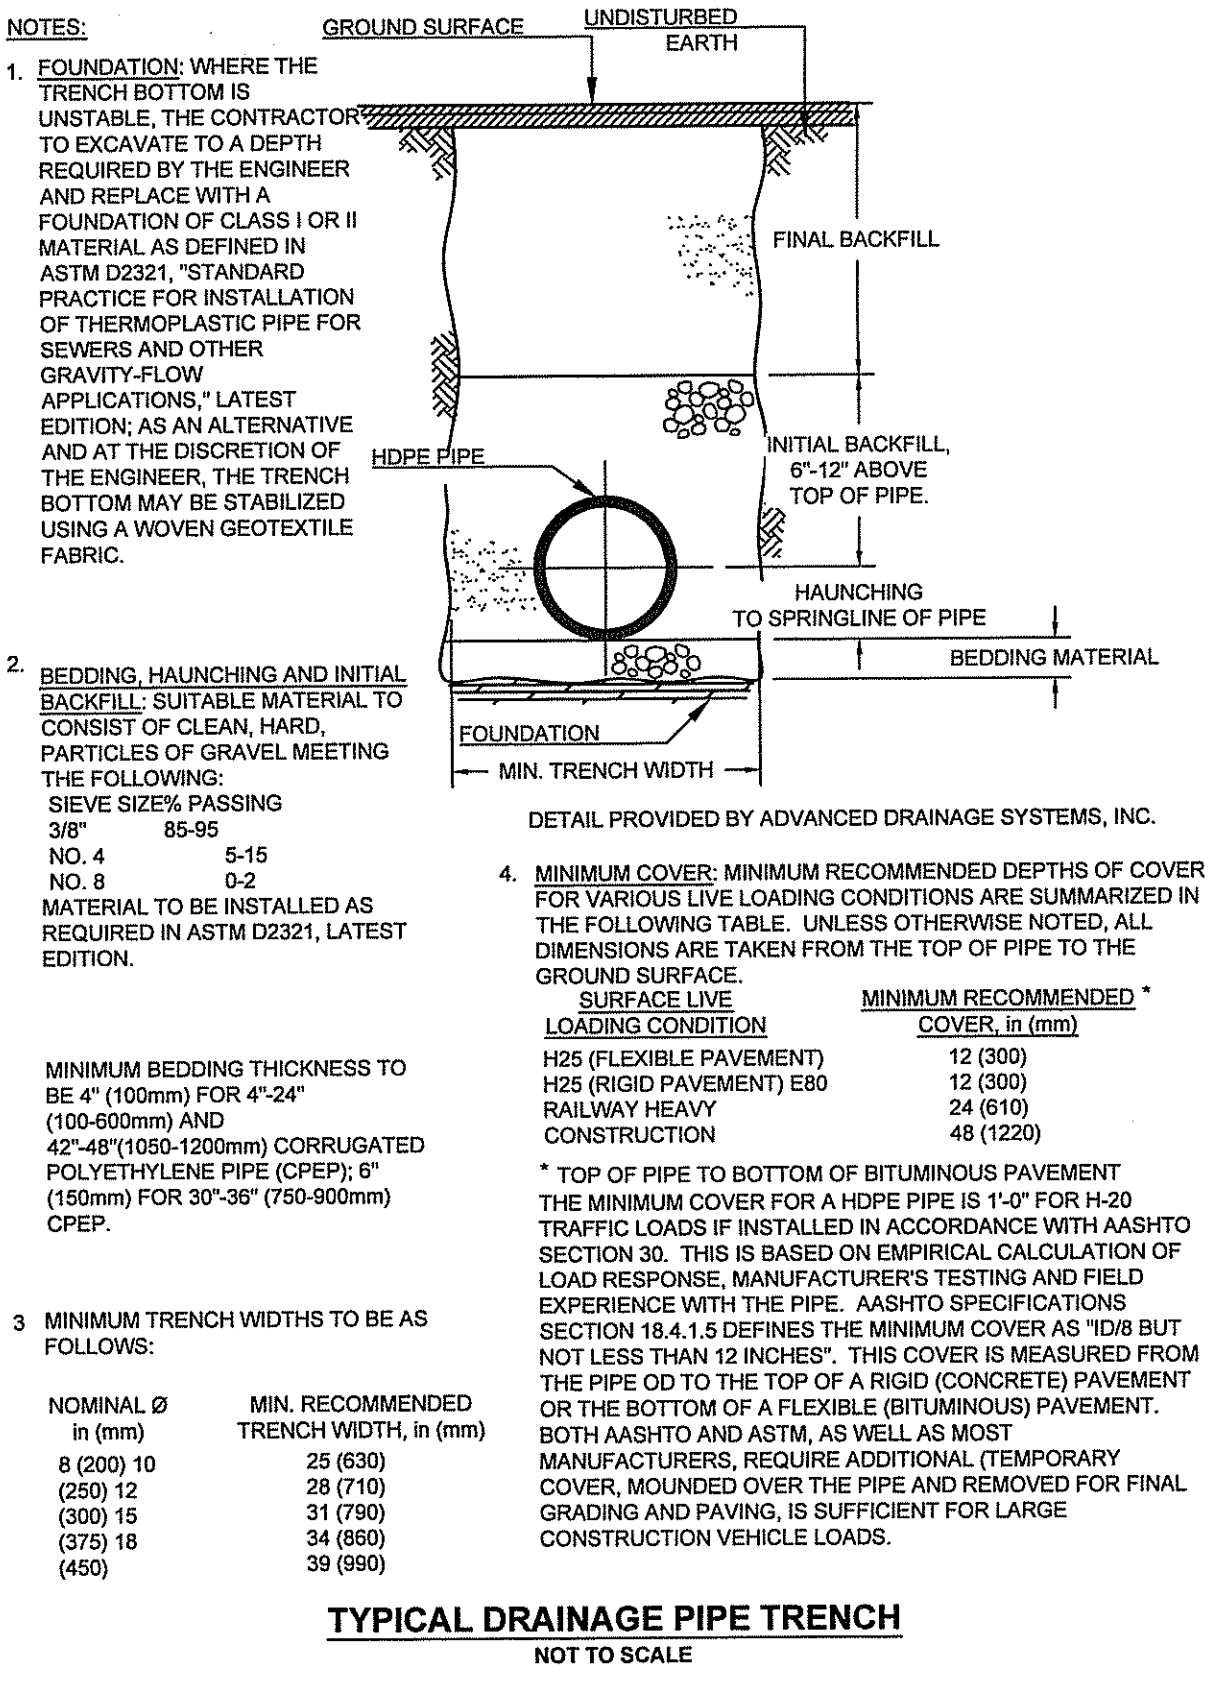 NOTES:
1. FOUNDATION: WHERE THE
TRENCH BOTTOM IS
UNSTABLE, THE CONTRACTOR
TO EXCAVATE TO A DEPTH
REQUIRED BY THE ENGINEER
AND REPLACE WITH A
FOUNDATION OF CLASS I OR II
MATERIAL AS DEFINED IN
ASTM D2321, "STANDARD
PRACTICE FOR INSTALLATION
OF THERMOPLASTIC PIPE FOR
SEWERS AND OTHER
GRAVITY-FLOW
APPLICATIONS," LATEST
EDITION; AS AN ALTERNATIVE
AND AT THE DISCRETION OF
THE ENGINEER, THE TRENCH
BOTTOM MAY BE STABILIZED
USING A WOVEN GEOTEXTILE
FABRIC.
2. BEDDING, HAUNCHING AND INITIAL
BACKFILL: SUITABLE MATERIAL TO
CONSIST OF CLEAN, HARD,
PARTICLES OF GRAVEL MEETING
THE FOLLOWING:
SIEVE SIZE% PASSING
3/8" 85-95
NO. 4 5-15
NO. 8 0-2
MATERIAL TO BE INSTALLED AS
REQUIRED IN ASTM D2321, LATEST
EDITION.
MINIMUM BEDDING THICKNESS TO
BE 4" (100mm) FOR 4"-24"
(100-600mm) AND
42"-48"(1050-1200mm) CORRUGATED
POLYETHYLENE PIPE (CPEP); 6"
(150mm) FOR 30"-36" (750-900mm)
CPEP.
3 MINIMUM TRENCH WIDTHS TO BE AS
FOLLOWS:
NOMINAL Ø MIN. RECOMMENDED
in (mm) TRENCH WIDTH, in (mm)
8 (200) 10 25 (630)
(250) 12 28 (710)
(300) 15 31 (790)
(375) 18 34 (860)
(450) 39 (990)
GROUND SURFACE
UNDISTURBED
EARTH
FINAL BACKFILL
INITIAL BACKFILL,
6"-12" ABOVE
TOP OF PIPE.
HDPE PIPE
HAUNCHING
TO SPRINGLINE OF PIPE
BEDDING MATERIAL
FOUNDATION
MIN. TRENCH WIDTH
DETAIL PROVIDED BY ADVANCED DRAINAGE SYSTEMS, INC.
4. MINIMUM COVER: MINIMUM RECOMMENDED DEPTHS OF COVER
FOR VARIOUS LIVE LOADING CONDITIONS ARE SUMMARIZED IN
THE FOLLOWING TABLE. UNLESS OTHERWISE NOTED, ALL
DIMENSIONS ARE TAKEN FROM THE TOP OF PIPE TO THE
GROUND SURFACE.
SURFACE LIVE MINIMUM RECOMMENDED *
LOADING CONDITION COVER, in (mm)
H25 (FLEXIBLE PAVEMENT) 12 (300)
H25 (RIGID PAVEMENT) E80 12 (300)
RAILWAY HEAVY 24 (610)
CONSTRUCTION 48 (1220)
* TOP OF PIPE TO BOTTOM OF BITUMINOUS PAVEMENT
THE MINIMUM COVER FOR A HDPE PIPE IS 1'-0" FOR H-20
TRAFFIC LOADS IF INSTALLED IN ACCORDANCE WITH AASHTO
SECTION 30. THIS IS BASED ON EMPIRICAL CALCULATION OF
LOAD RESPONSE, MANUFACTURER'S TESTING AND FIELD
EXPERIENCE WITH THE PIPE. AASHTO SPECIFICATIONS
SECTION 18.4.1.5 DEFINES THE MINIMUM COVER AS "ID/8 BUT
NOT LESS THAN 12 INCHES". THIS COVER IS MEASURED FROM
THE PIPE OD TO THE TOP OF A RIGID (CONCRETE) PAVEMENT
OR THE BOTTOM OF A FLEXIBLE (BITUMINOUS) PAVEMENT.
BOTH AASHTO AND ASTM, AS WELL AS MOST
MANUFACTURERS, REQUIRE ADDITIONAL (TEMPORARY
COVER, MOUNDED OVER THE PIPE AND REMOVED FOR FINAL
GRADING AND PAVING, IS SUFFICIENT FOR LARGE
CONSTRUCTION VEHICLE LOADS.
TYPICAL DRAINAGE PIPE TRENCH
NOT TO SCALE